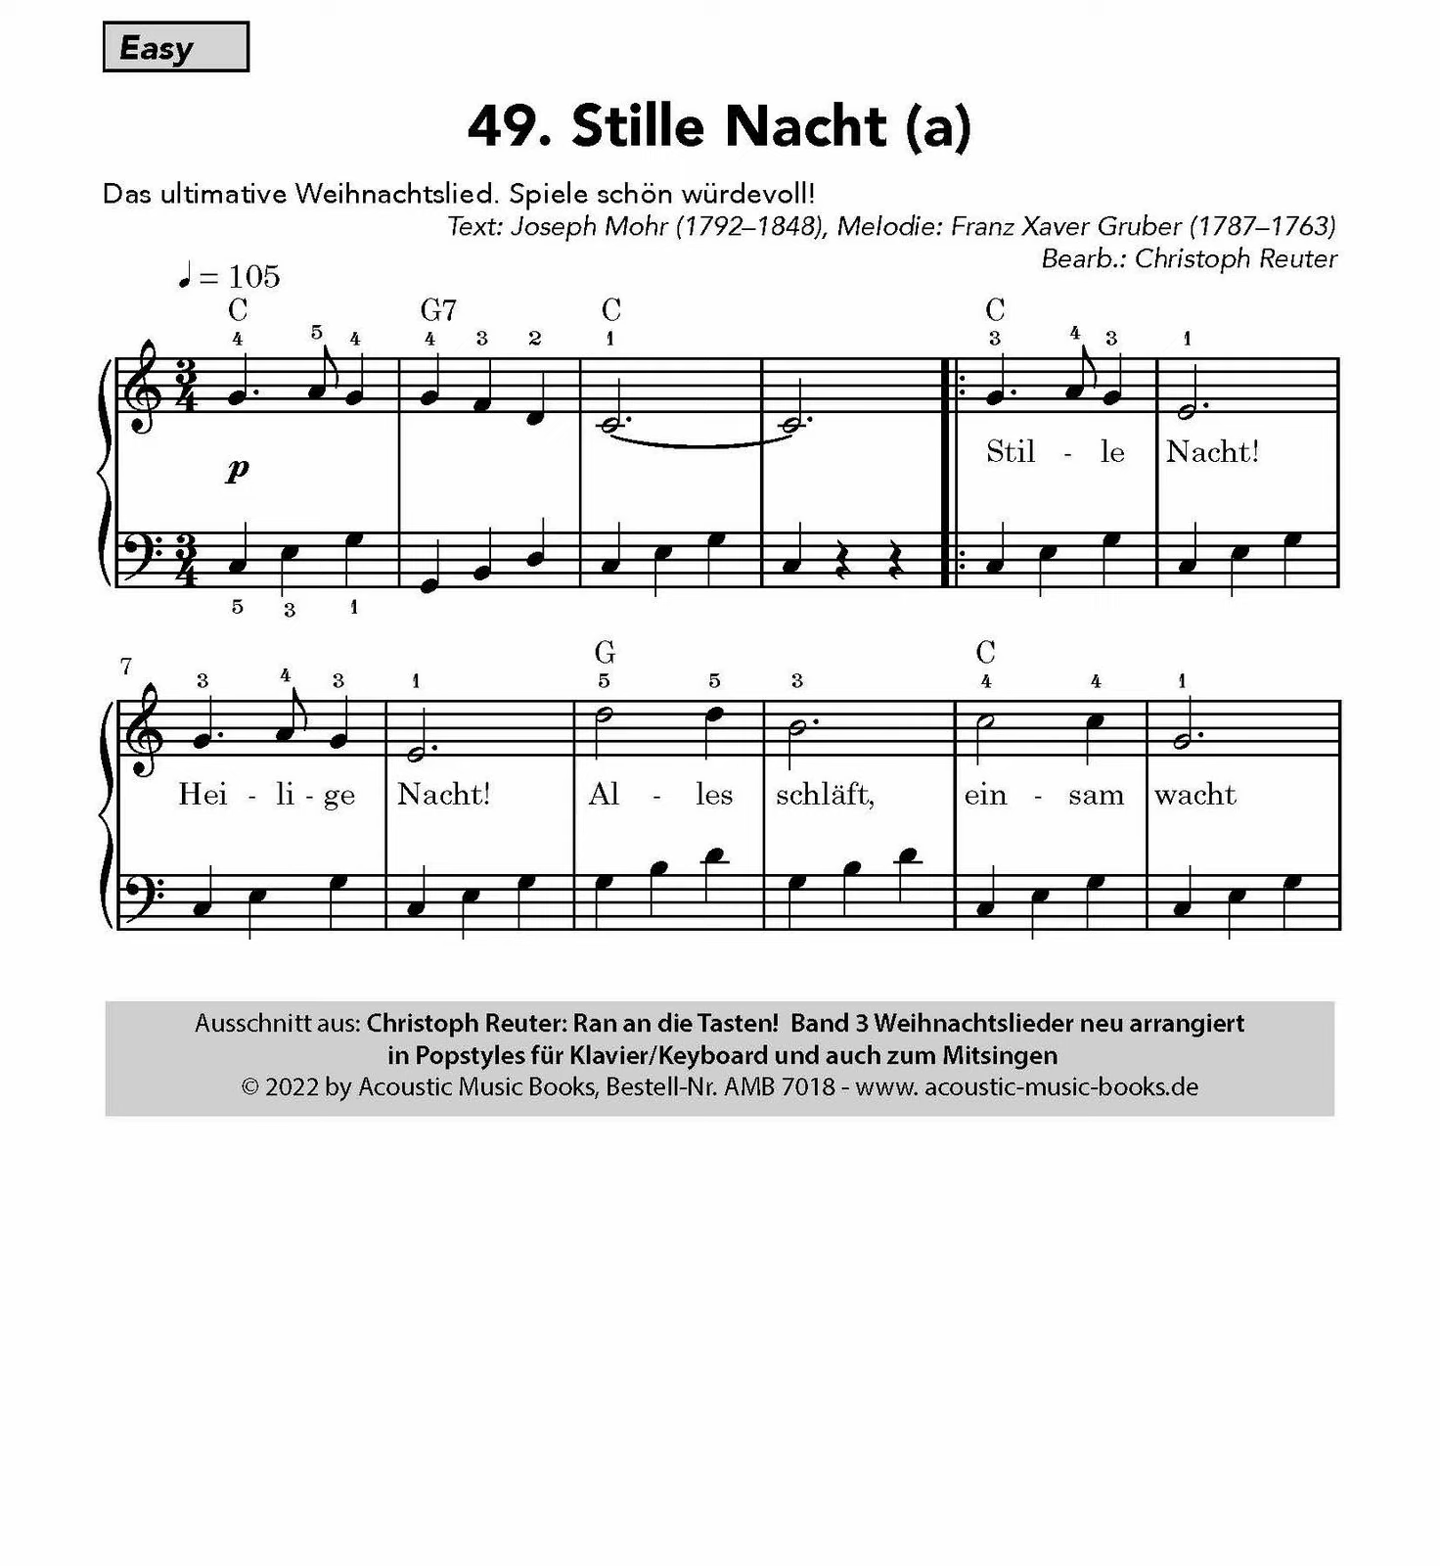 Easy
49. Stille Nacht (a)
Das ultimative Weihnachtslied. Spiele schön würdevoll!
Text: Joseph Mohr (1792–1848), Melodie: Franz Xaver Gruber (1787–1763)
Bearb.: Christoph Reuter
♩ = 105
C G7 C C
4 5 4 4 3 2 1 3 4 3 1
3 4
Stil - le Nacht!
p
3 4
5 3 1
7
G C
3 4 3 1 5 5 3 4 4 1
Hei - li - ge Nacht! Al - les schläft, ein - sam wacht
Ausschnitt aus: Christoph Reuter: Ran an die Tasten! Band 3 Weihnachtslieder neu arrangiert
in Popstyles für Klavier/Keyboard und auch zum Mitsingen
© 2022 by Acoustic Music Books, Bestell-Nr. AMB 7018 - www. acoustic-music-books.de